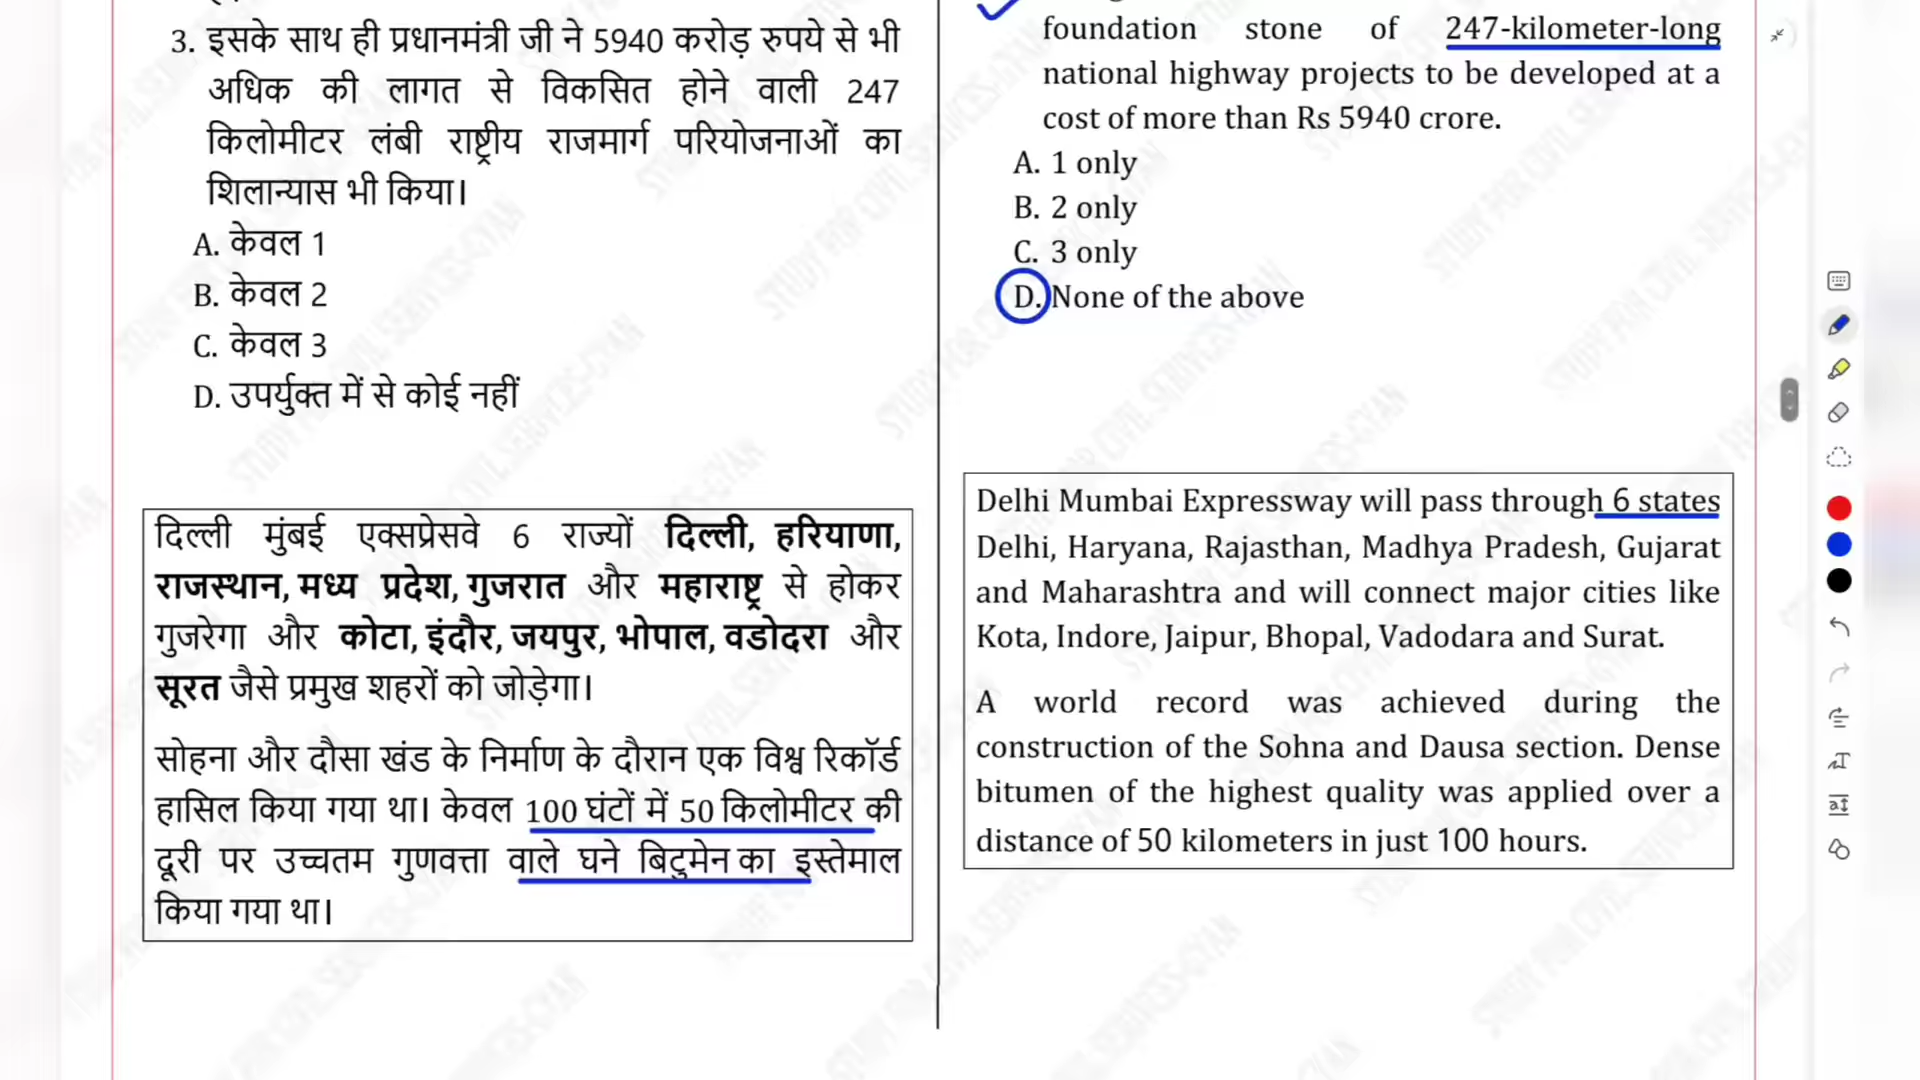 3. इसके साथ ही प्रधानमंत्री जी ने 5940 करोड़ रुपये से भी
अधिक की लागत से विकसित होने वाली 247
किलोमीटर लंबी राष्ट्रीय राजमार्ग परियोजनाओं का
शिलान्यास भी किया।
A. केवल 1
B. केवल 2
C. केवल 3
D. उपर्युक्त में से कोई नहीं
दिल्ली मुंबई एक्सप्रेसवे 6 राज्यों दिल्ली, हरियाणा,
राजस्थान, मध्य प्रदेश, गुजरात और महाराष्ट्र से होकर
गुजरेगा और कोटा, इंदौर, जयपुर, भोपाल, वडोदरा और
सूरत जैसे प्रमुख शहरों को जोड़ेगा।
सोहना और दौसा खंड के निर्माण के दौरान एक विश्व रिकॉर्ड
हासिल किया गया था। केवल 100 घंटों में 50 किलोमीटर की
दूरी पर उच्चतम गुणवत्ता वाले घने बिटुमेन का इस्तेमाल
किया गया था।
foundation stone of 247-kilometer-long
national highway projects to be developed at a
cost of more than Rs 5940 crore.
A. 1 only
B. 2 only
C. 3 only
D. None of the above
Delhi Mumbai Expressway will pass through 6 states
Delhi, Haryana, Rajasthan, Madhya Pradesh, Gujarat
and Maharashtra and will connect major cities like
Kota, Indore, Jaipur, Bhopal, Vadodara and Surat.
A world record was achieved during the
construction of the Sohna and Dausa section. Dense
bitumen of the highest quality was applied over a
distance of 50 kilometers in just 100 hours.